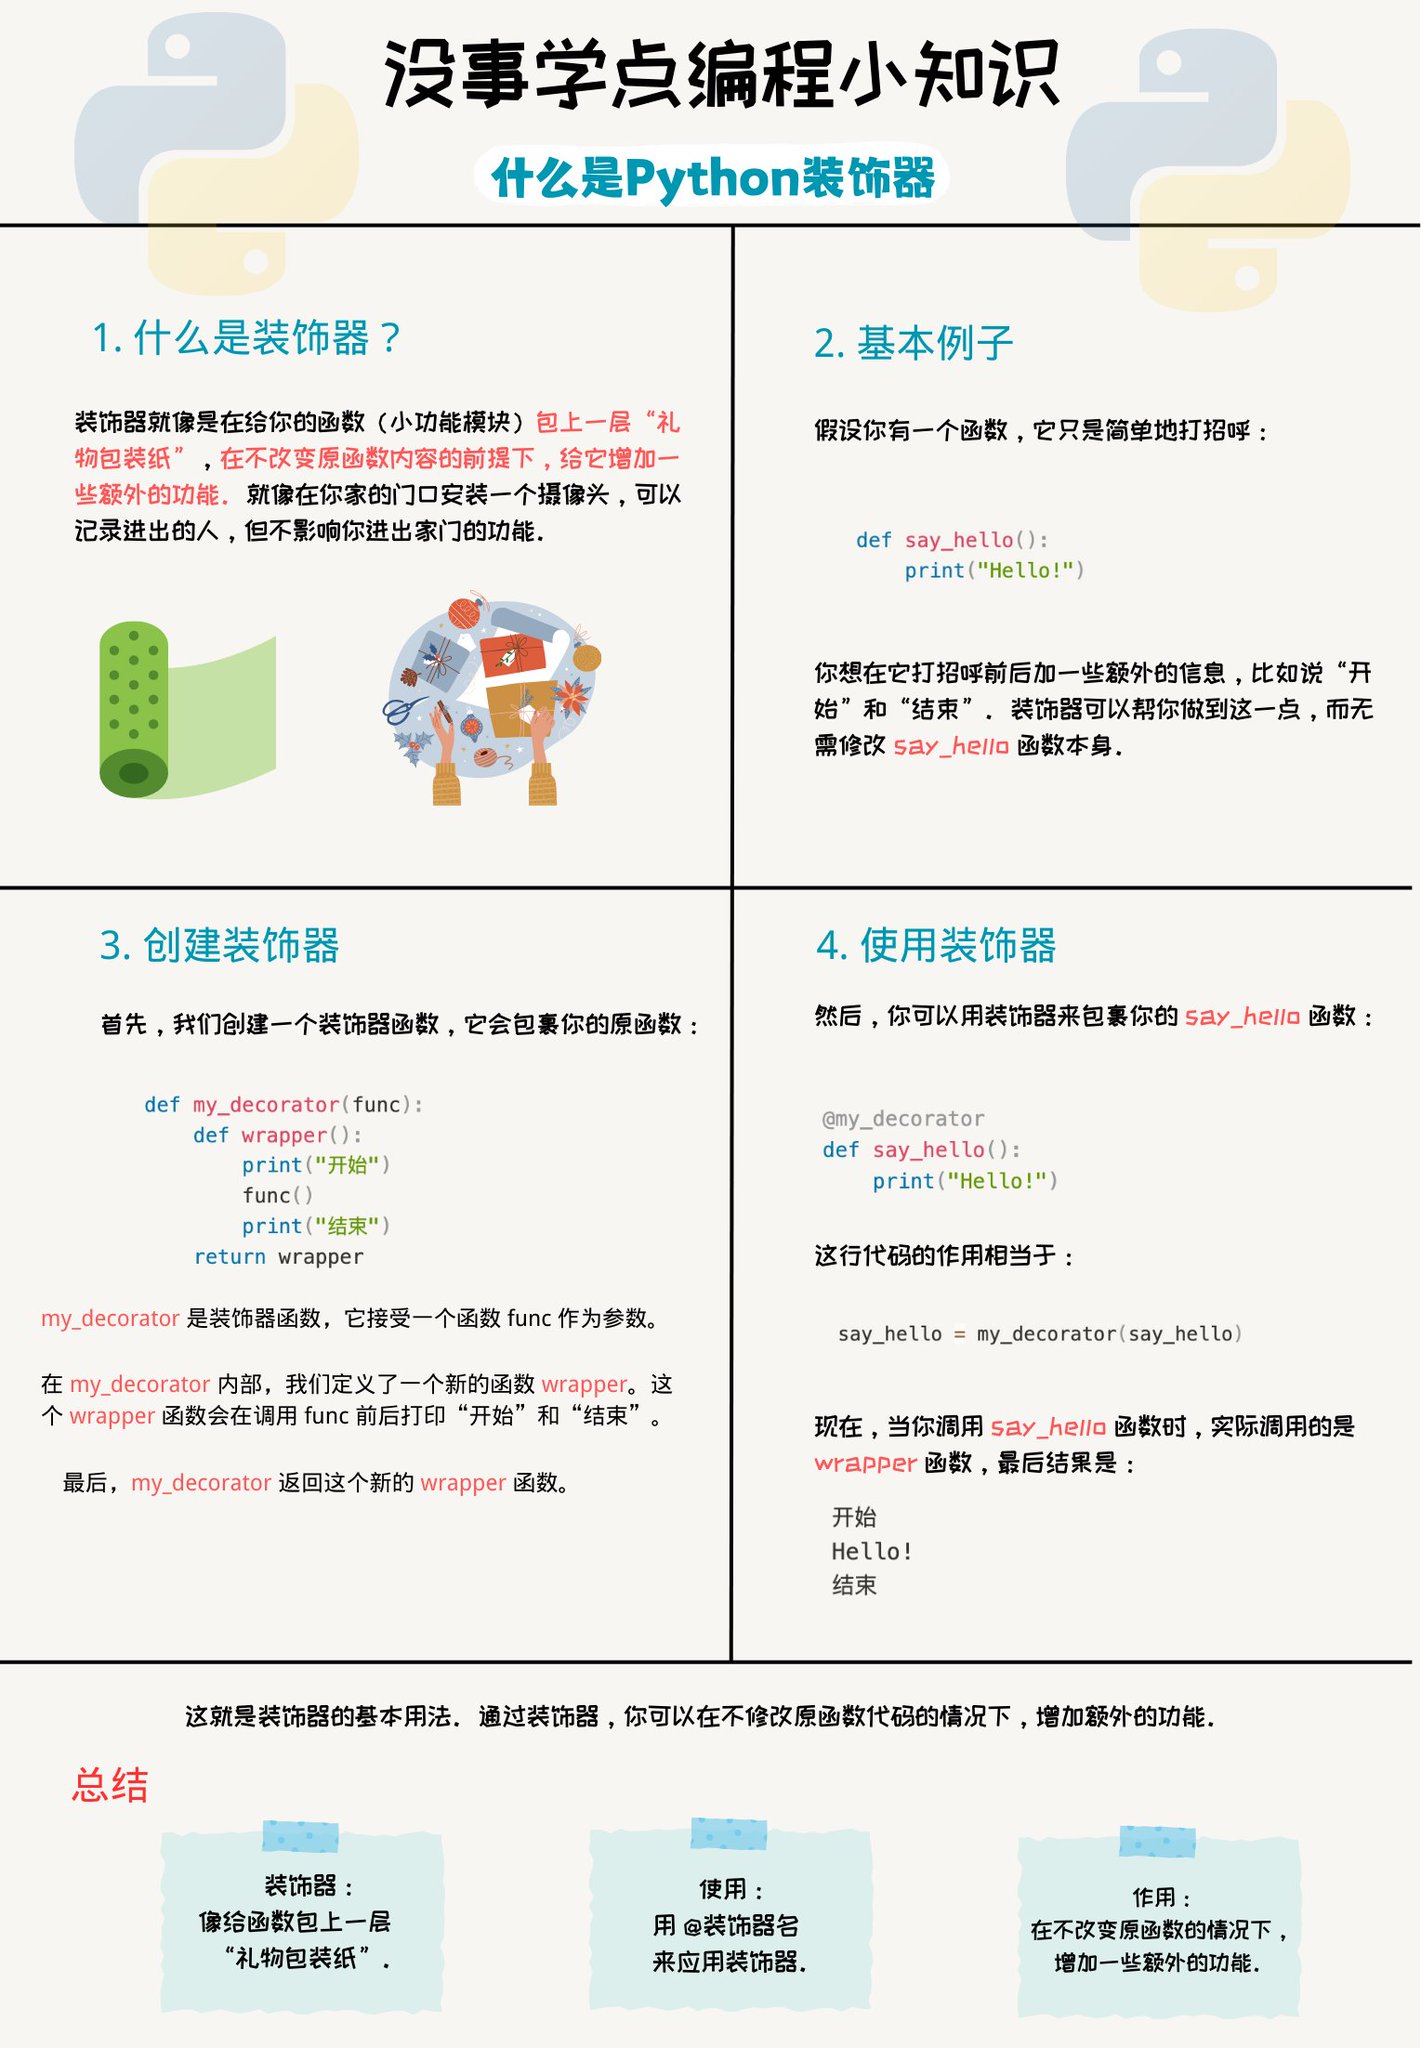 没事学点编程小知识
什么是Python装饰器
1. 什么是装饰器？
装饰器就像是在给你的函数（小功能模块）包上一层“礼
物包装纸”，在不改变原函数内容的前提下，给它增加一
些额外的功能. 就像在你家的门口安装一个摄像头，可以
记录进出的人，但不影响你进出家门的功能.
2. 基本例子
假设你有一个函数，它只是简单地打招呼：
def say_hello():
    print("Hello!")
你想在它打招呼前后加一些额外的信息，比如说“开
始”和“结束”. 装饰器可以帮你做到这一点，而无
需修改 say_hello 函数本身.
3. 创建装饰器
首先，我们创建一个装饰器函数，它会包裹你的原函数：
def my_decorator(func):
    def wrapper():
        print("开始")
        func()
        print("结束")
    return wrapper
my_decorator 是装饰器函数，它接受一个函数 func 作为参数。
在 my_decorator 内部，我们定义了一个新的函数 wrapper。这
个 wrapper 函数会在调用 func 前后打印“开始”和“结束”。
最后，my_decorator 返回这个新的 wrapper 函数。
4. 使用装饰器
然后，你可以用装饰器来包裹你的 say_hello 函数：
@my_decorator
def say_hello():
    print("Hello!")
这行代码的作用相当于：
say_hello = my_decorator(say_hello)
现在，当你调用 say_hello 函数时，实际调用的是
wrapper 函数，最后结果是：
开始
Hello!
结束
这就是装饰器的基本用法. 通过装饰器，你可以在不修改原函数代码的情况下，增加额外的功能.
总结
装饰器：
像给函数包上一层
“礼物包装纸”.
使用：
用 @装饰器名
来应用装饰器.
作用：
在不改变原函数的情况下，
增加一些额外的功能.